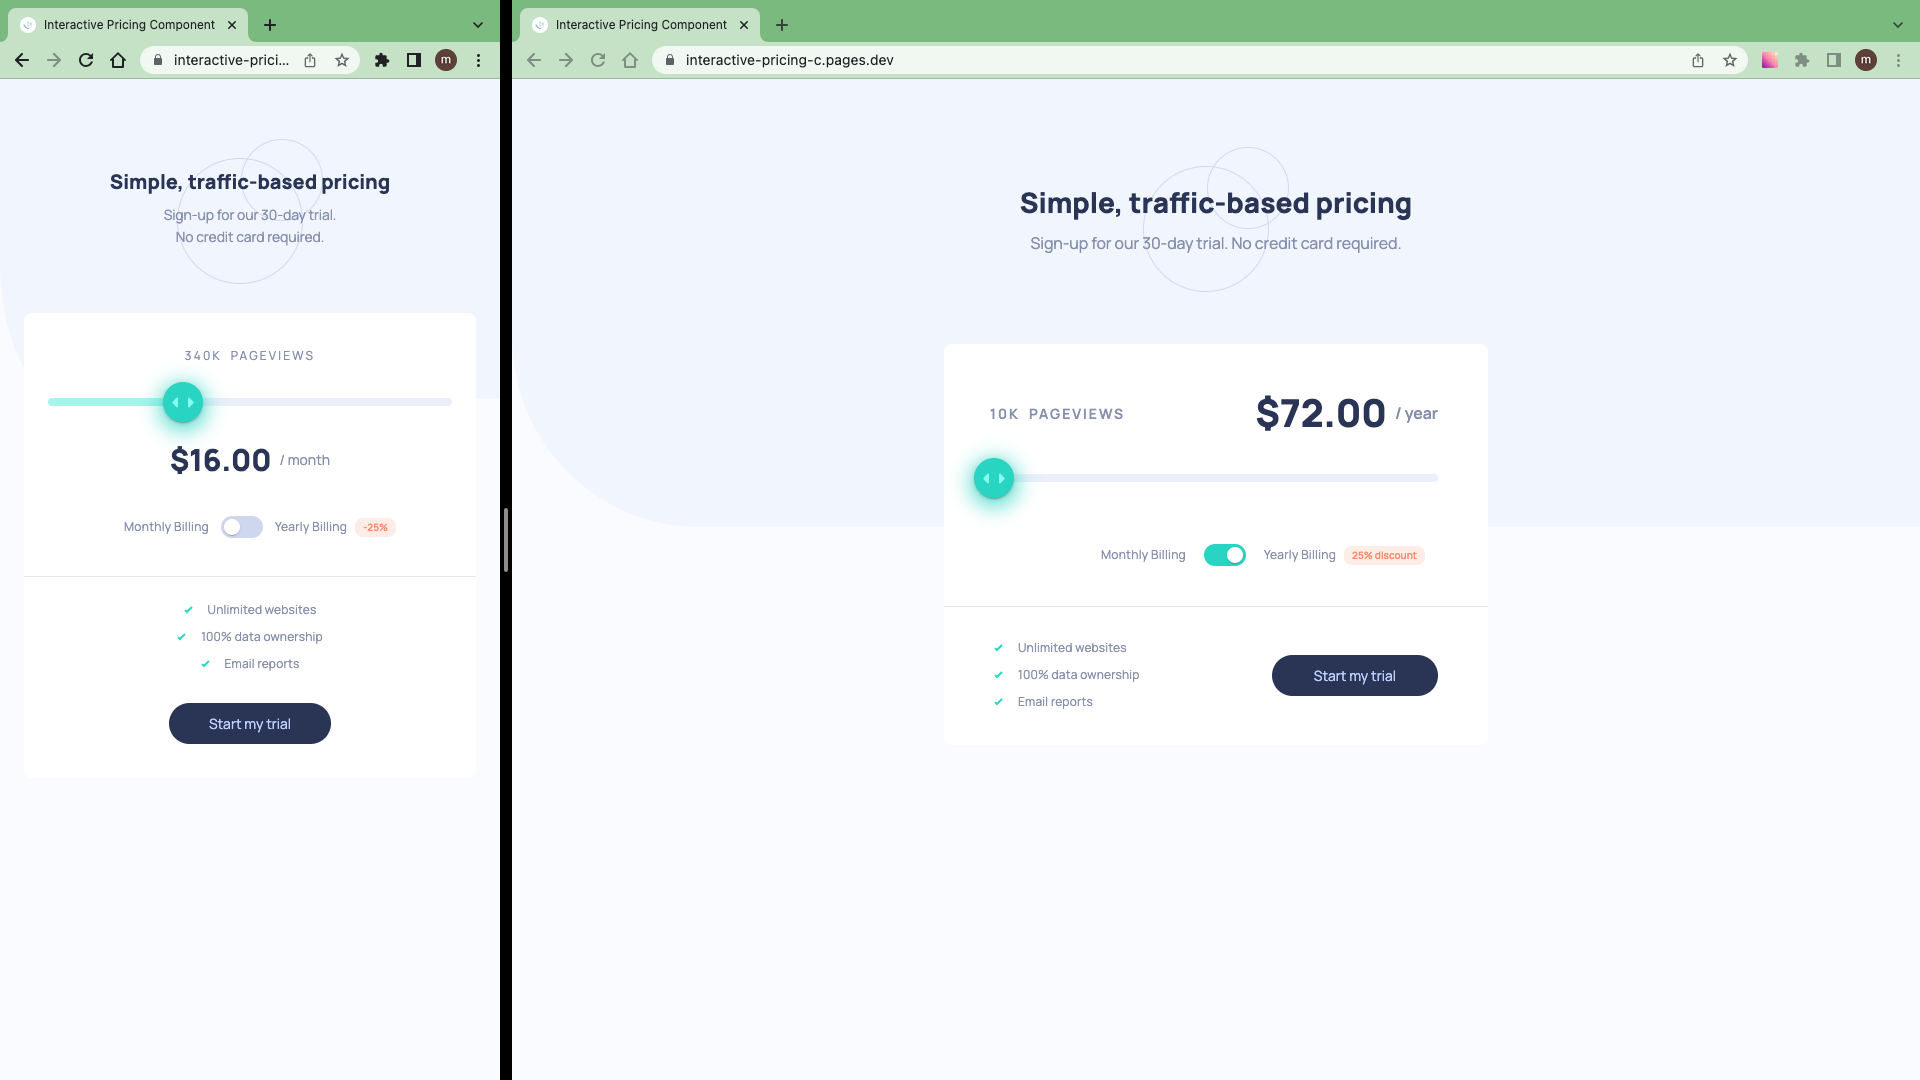 Interactive Pricing Component
interactive-prici...
m
Simple, traffic-based pricing
Sign-up for our 30-day trial.
No credit card required.
340K PAGEVIEWS
$16.00 / month
Monthly Billing Yearly Billing -25%
Unlimited websites
100% data ownership
Email reports
Start my trial
Interactive Pricing Component
interactive-pricing-c.pages.dev
m
Simple, traffic-based pricing
Sign-up for our 30-day trial. No credit card required.
10K PAGEVIEWS $72.00 / year
Monthly Billing Yearly Billing 25% discount
Unlimited websites
100% data ownership
Email reports
Start my trial